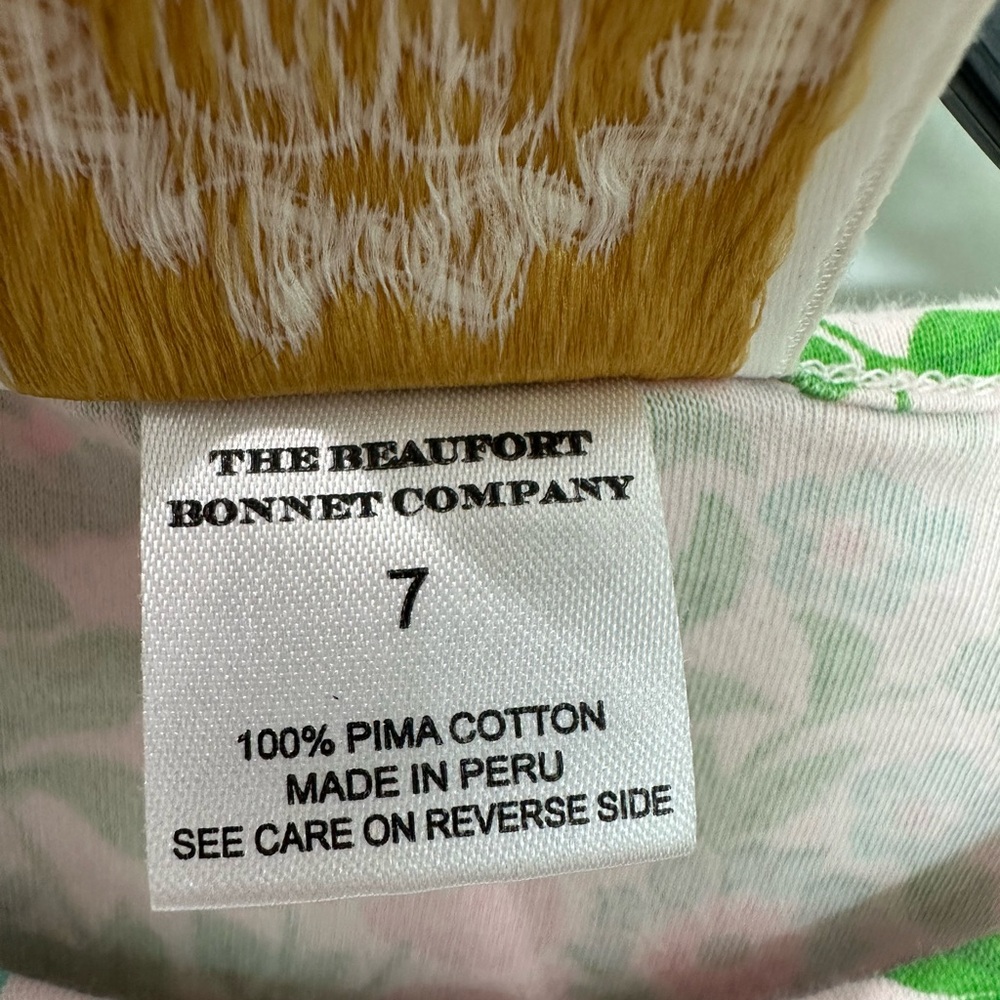 THE BEAUFORT
BONNET COMPANY
7
100% PIMA COTTON
MADE IN PERU
SEE CARE ON REVERSE SIDE